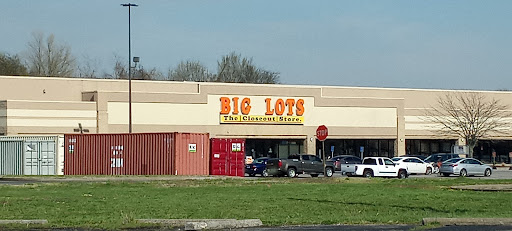 BIG LOTS
The Closeout Store.
STOP